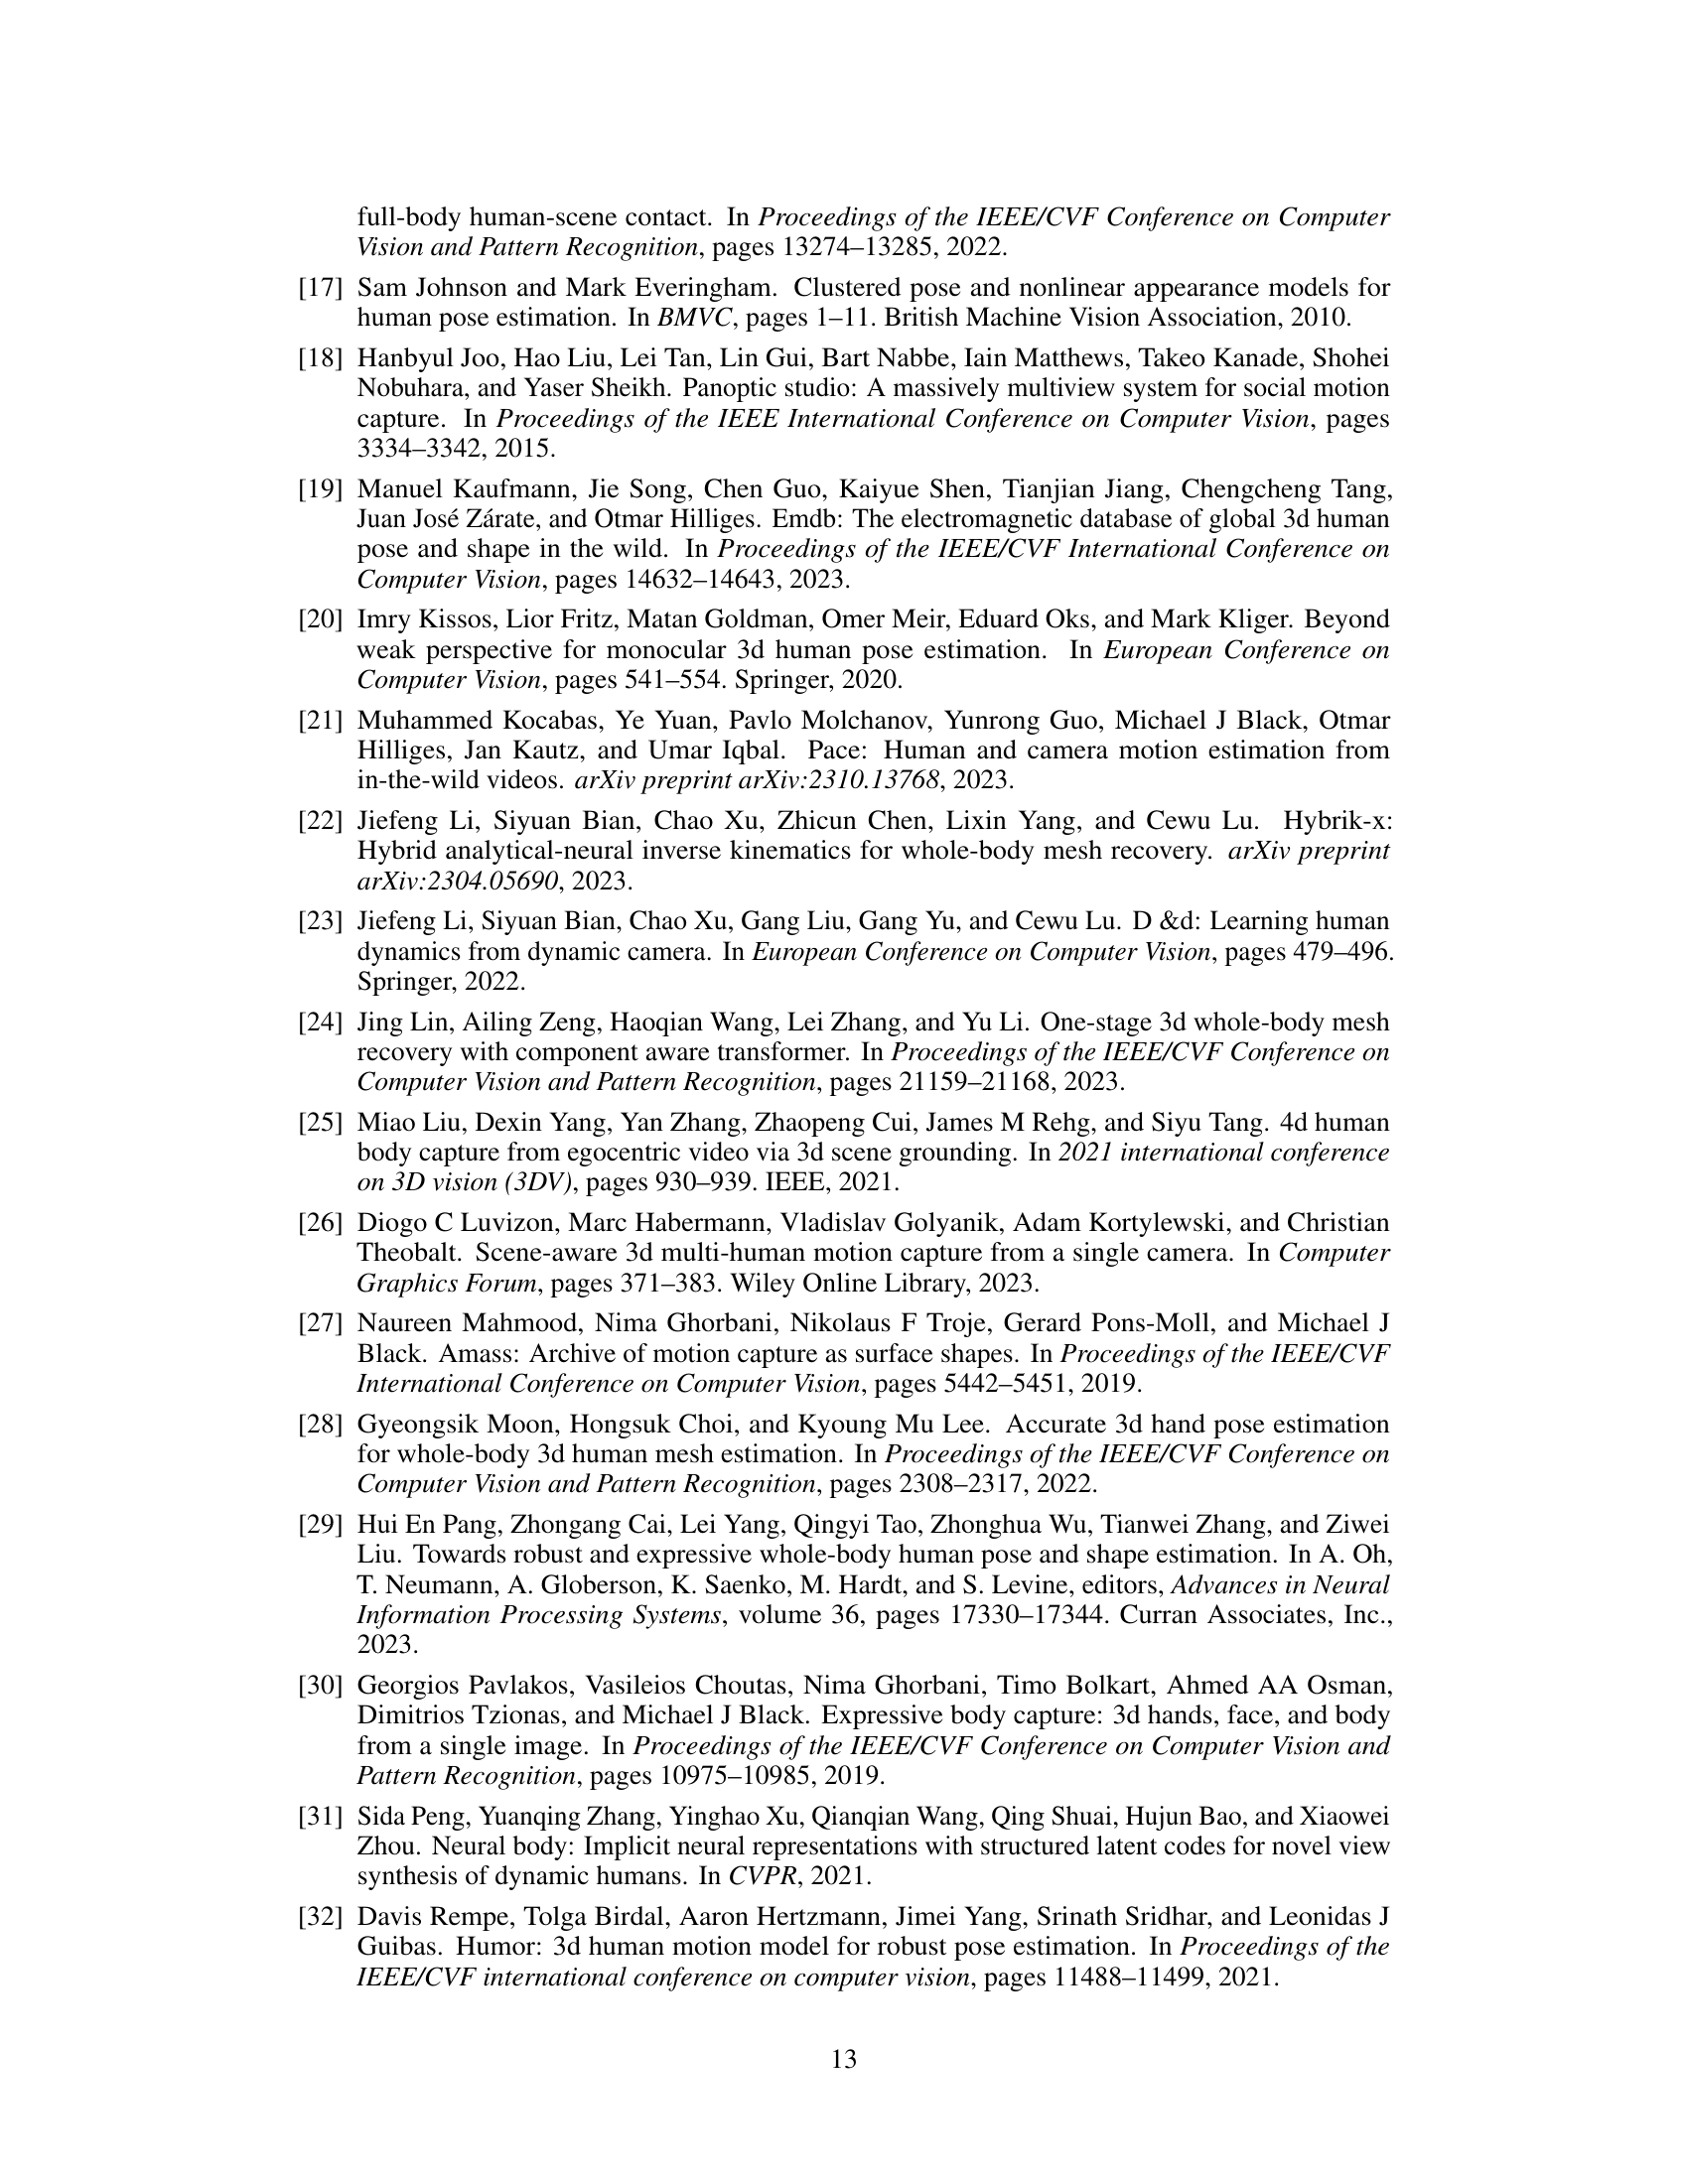 full-body human-scene contact. In Proceedings of the IEEE/CVF Conference on Computer
Vision and Pattern Recognition, pages 13274–13285, 2022.
[17] Sam Johnson and Mark Everingham. Clustered pose and nonlinear appearance models for
human pose estimation. In BMVC, pages 1–11. British Machine Vision Association, 2010.
[18] Hanbyul Joo, Hao Liu, Lei Tan, Lin Gui, Bart Nabbe, Iain Matthews, Takeo Kanade, Shohei
Nobuhara, and Yaser Sheikh. Panoptic studio: A massively multiview system for social motion
capture. In Proceedings of the IEEE International Conference on Computer Vision, pages
3334–3342, 2015.
[19] Manuel Kaufmann, Jie Song, Chen Guo, Kaiyue Shen, Tianjian Jiang, Chengcheng Tang,
Juan José Zárate, and Otmar Hilliges. Emdb: The electromagnetic database of global 3d human
pose and shape in the wild. In Proceedings of the IEEE/CVF International Conference on
Computer Vision, pages 14632–14643, 2023.
[20] Imry Kissos, Lior Fritz, Matan Goldman, Omer Meir, Eduard Oks, and Mark Kliger. Beyond
weak perspective for monocular 3d human pose estimation. In European Conference on
Computer Vision, pages 541–554. Springer, 2020.
[21] Muhammed Kocabas, Ye Yuan, Pavlo Molchanov, Yunrong Guo, Michael J Black, Otmar
Hilliges, Jan Kautz, and Umar Iqbal. Pace: Human and camera motion estimation from
in-the-wild videos. arXiv preprint arXiv:2310.13768, 2023.
[22] Jiefeng Li, Siyuan Bian, Chao Xu, Zhicun Chen, Lixin Yang, and Cewu Lu. Hybrik-x:
Hybrid analytical-neural inverse kinematics for whole-body mesh recovery. arXiv preprint
arXiv:2304.05690, 2023.
[23] Jiefeng Li, Siyuan Bian, Chao Xu, Gang Liu, Gang Yu, and Cewu Lu. D &d: Learning human
dynamics from dynamic camera. In European Conference on Computer Vision, pages 479–496.
Springer, 2022.
[24] Jing Lin, Ailing Zeng, Haoqian Wang, Lei Zhang, and Yu Li. One-stage 3d whole-body mesh
recovery with component aware transformer. In Proceedings of the IEEE/CVF Conference on
Computer Vision and Pattern Recognition, pages 21159–21168, 2023.
[25] Miao Liu, Dexin Yang, Yan Zhang, Zhaopeng Cui, James M Rehg, and Siyu Tang. 4d human
body capture from egocentric video via 3d scene grounding. In 2021 international conference
on 3D vision (3DV), pages 930–939. IEEE, 2021.
[26] Diogo C Luvizon, Marc Habermann, Vladislav Golyanik, Adam Kortylewski, and Christian
Theobalt. Scene-aware 3d multi-human motion capture from a single camera. In Computer
Graphics Forum, pages 371–383. Wiley Online Library, 2023.
[27] Naureen Mahmood, Nima Ghorbani, Nikolaus F Troje, Gerard Pons-Moll, and Michael J
Black. Amass: Archive of motion capture as surface shapes. In Proceedings of the IEEE/CVF
International Conference on Computer Vision, pages 5442–5451, 2019.
[28] Gyeongsik Moon, Hongsuk Choi, and Kyoung Mu Lee. Accurate 3d hand pose estimation
for whole-body 3d human mesh estimation. In Proceedings of the IEEE/CVF Conference on
Computer Vision and Pattern Recognition, pages 2308–2317, 2022.
[29] Hui En Pang, Zhongang Cai, Lei Yang, Qingyi Tao, Zhonghua Wu, Tianwei Zhang, and Ziwei
Liu. Towards robust and expressive whole-body human pose and shape estimation. In A. Oh,
T. Neumann, A. Globerson, K. Saenko, M. Hardt, and S. Levine, editors, Advances in Neural
Information Processing Systems, volume 36, pages 17330–17344. Curran Associates, Inc.,
2023.
[30] Georgios Pavlakos, Vasileios Choutas, Nima Ghorbani, Timo Bolkart, Ahmed AA Osman,
Dimitrios Tzionas, and Michael J Black. Expressive body capture: 3d hands, face, and body
from a single image. In Proceedings of the IEEE/CVF Conference on Computer Vision and
Pattern Recognition, pages 10975–10985, 2019.
[31] Sida Peng, Yuanqing Zhang, Yinghao Xu, Qianqian Wang, Qing Shuai, Hujun Bao, and Xiaowei
Zhou. Neural body: Implicit neural representations with structured latent codes for novel view
synthesis of dynamic humans. In CVPR, 2021.
[32] Davis Rempe, Tolga Birdal, Aaron Hertzmann, Jimei Yang, Srinath Sridhar, and Leonidas J
Guibas. Humor: 3d human motion model for robust pose estimation. In Proceedings of the
IEEE/CVF international conference on computer vision, pages 11488–11499, 2021.
13